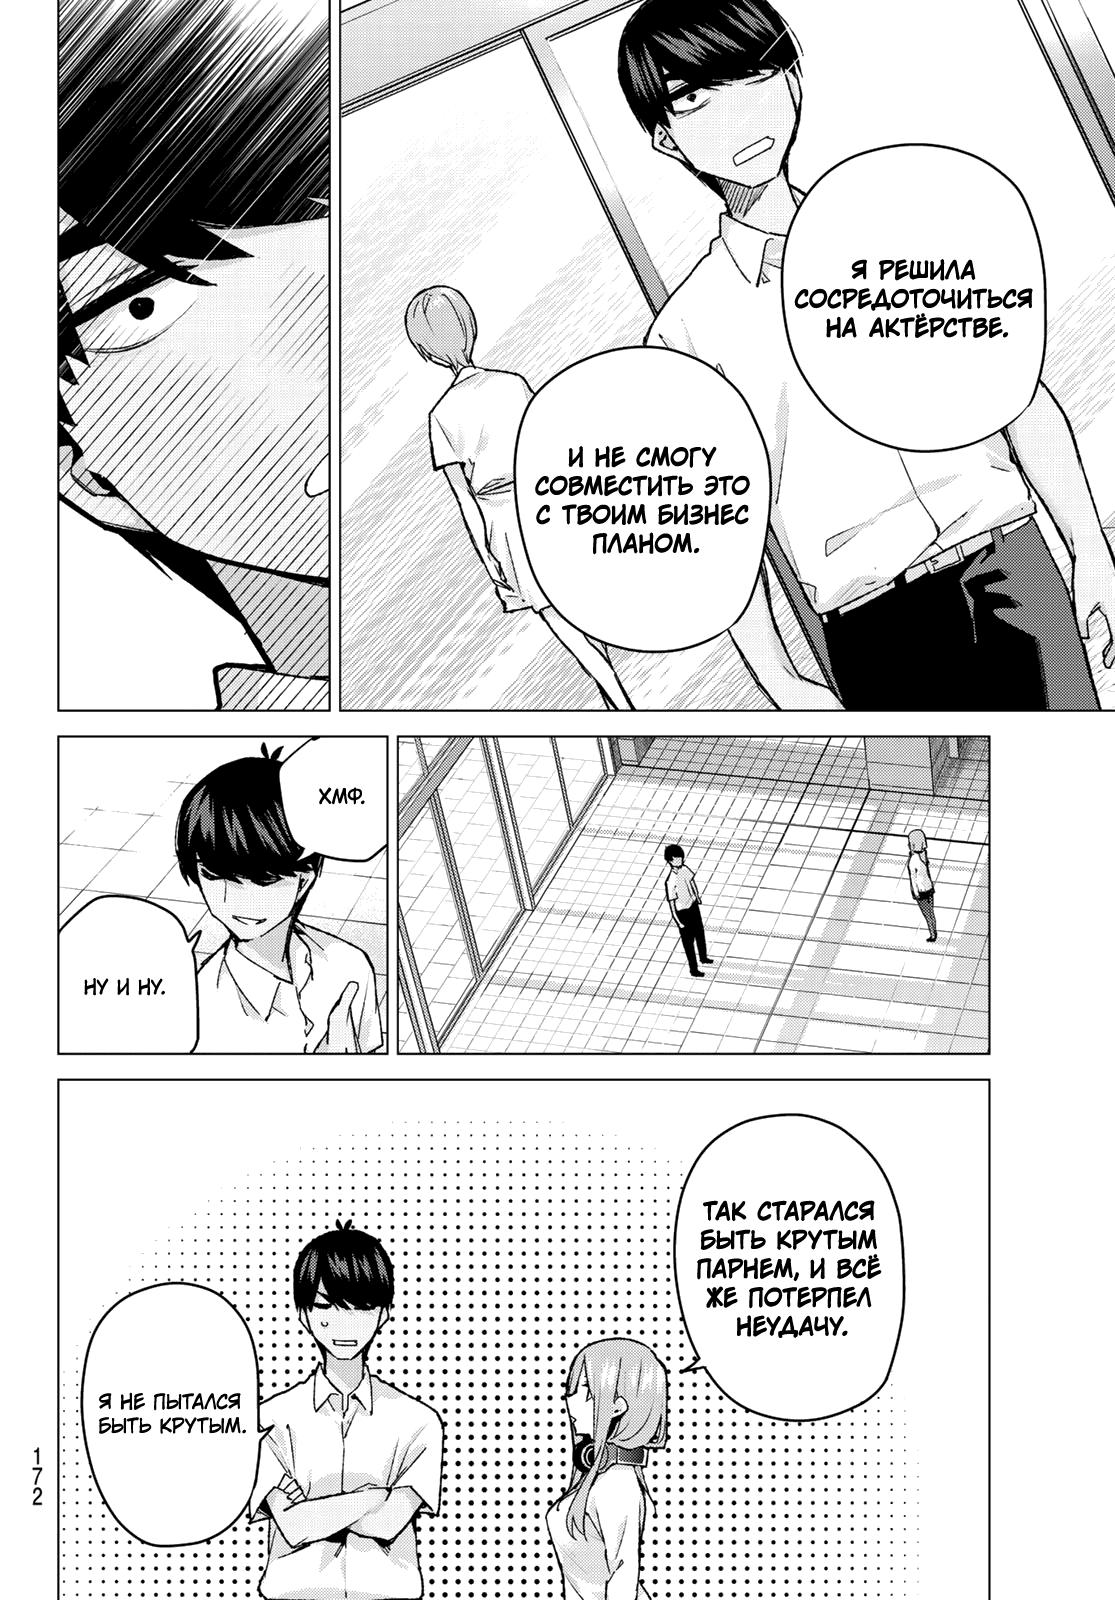 Я РЕШИЛА
СОСРЕДОТОЧИТЬСЯ
НА АКТЁРСТВЕ.
И НЕ СМОГУ
СОВМЕСТИТЬ ЭТО
С ТВОИМ БИЗНЕС
ПЛАНОМ.
ХМФ.
НУ И НУ.
ТАК СТАРАЛСЯ
БЫТЬ КРУТЫМ
ПАРНЕМ, И ВСЁ
ЖЕ ПОТЕРПЕЛ
НЕУДАЧУ.
Я НЕ ПЫТАЛСЯ
БЫТЬ КРУТЫМ.
172